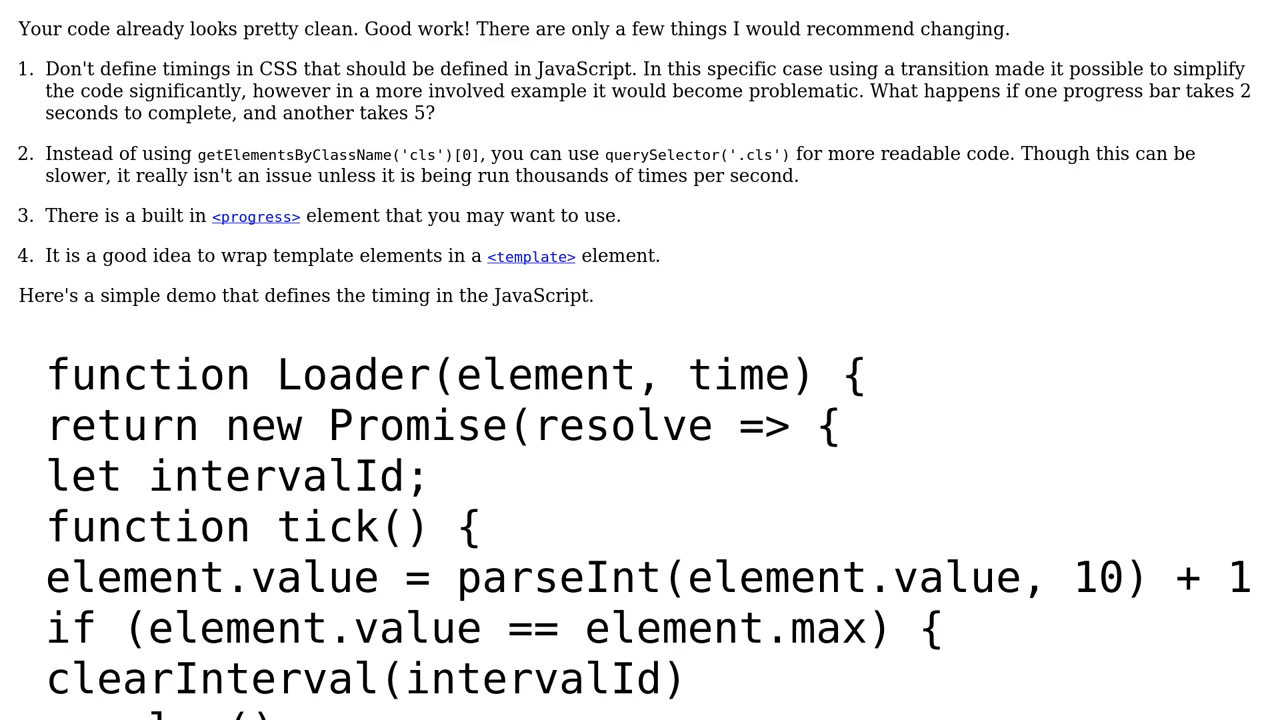 Your code already looks pretty clean. Good work! There are only a few things I would recommend changing.
1. Don't define timings in CSS that should be defined in JavaScript. In this specific case using a transition made it possible to simplify
the code significantly, however in a more involved example it would become problematic. What happens if one progress bar takes 2
seconds to complete, and another takes 5?
2. Instead of using getElementsByClassName('cls')[0], you can use querySelector('.cls') for more readable code. Though this can be
slower, it really isn't an issue unless it is being run thousands of times per second.
3. There is a built in <progress> element that you may want to use.
4. It is a good idea to wrap template elements in a <template> element.
Here's a simple demo that defines the timing in the JavaScript.
function Loader(element, time) {
return new Promise(resolve => {
let intervalId;
function tick() {
element.value = parseInt(element.value, 10) + 1
if (element.value == element.max) {
clearInterval(intervalId)